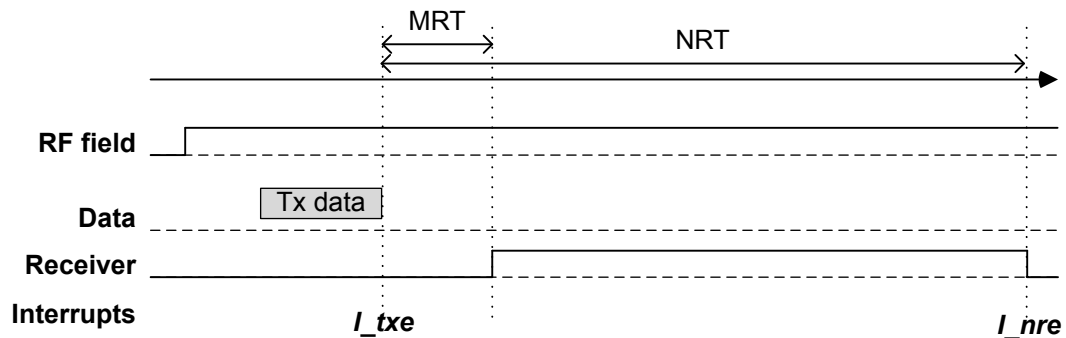 MRT
NRT
RF field
Tx data
Data
Receiver
Interrupts
I_txe
I_nre